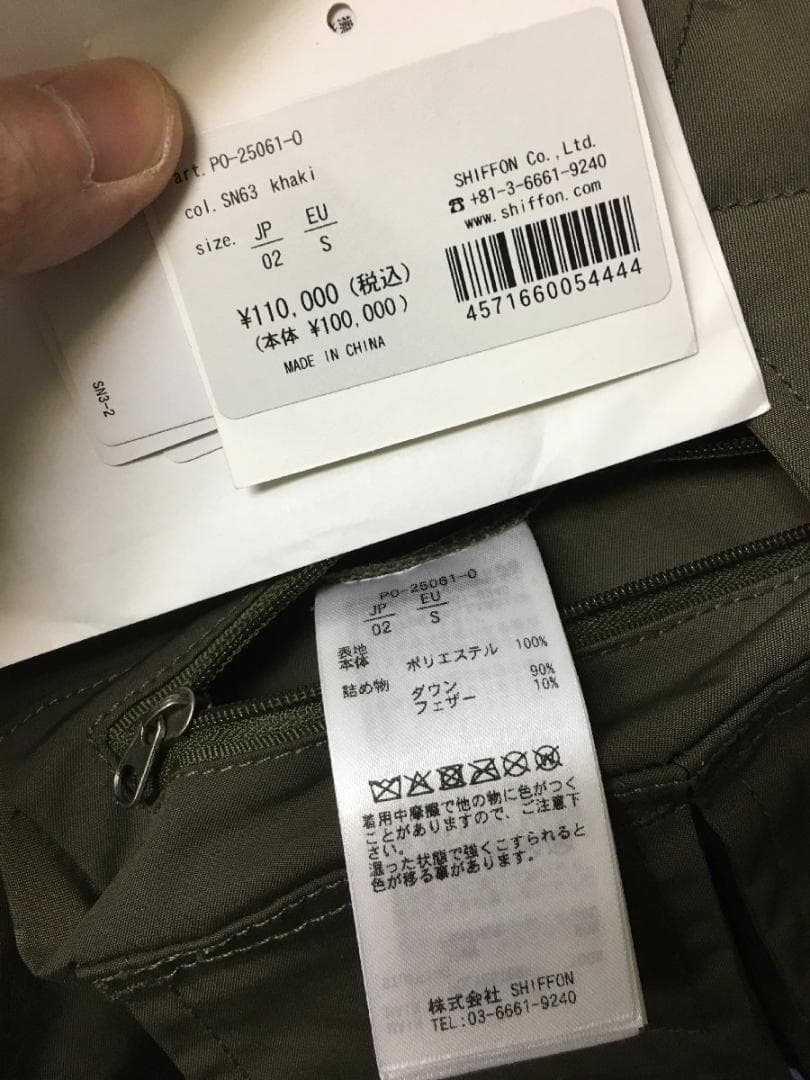 art. PO-25061-0
col. SN63 khaki
size. JP EU
02 S
¥110,000 (税込)
(本体 ¥100,000)
MADE IN CHINA
SHIFFON Co.,Ltd.
☎ +81-3-6661-9240
www.shiffon.com
4571660054444
SN3-2
PO-25061-0
JP EU
02 S
表地
本体 ポリエステル 100%
詰め物 ダウン 90%
フェザー 10%
着用中摩擦で他の物に色がつく
ことがありますので、ご注意下
さい。
湿った状態で強くこすられると
色が移る事があります。
株式会社 SHIFFON
TEL:03-6661-9240